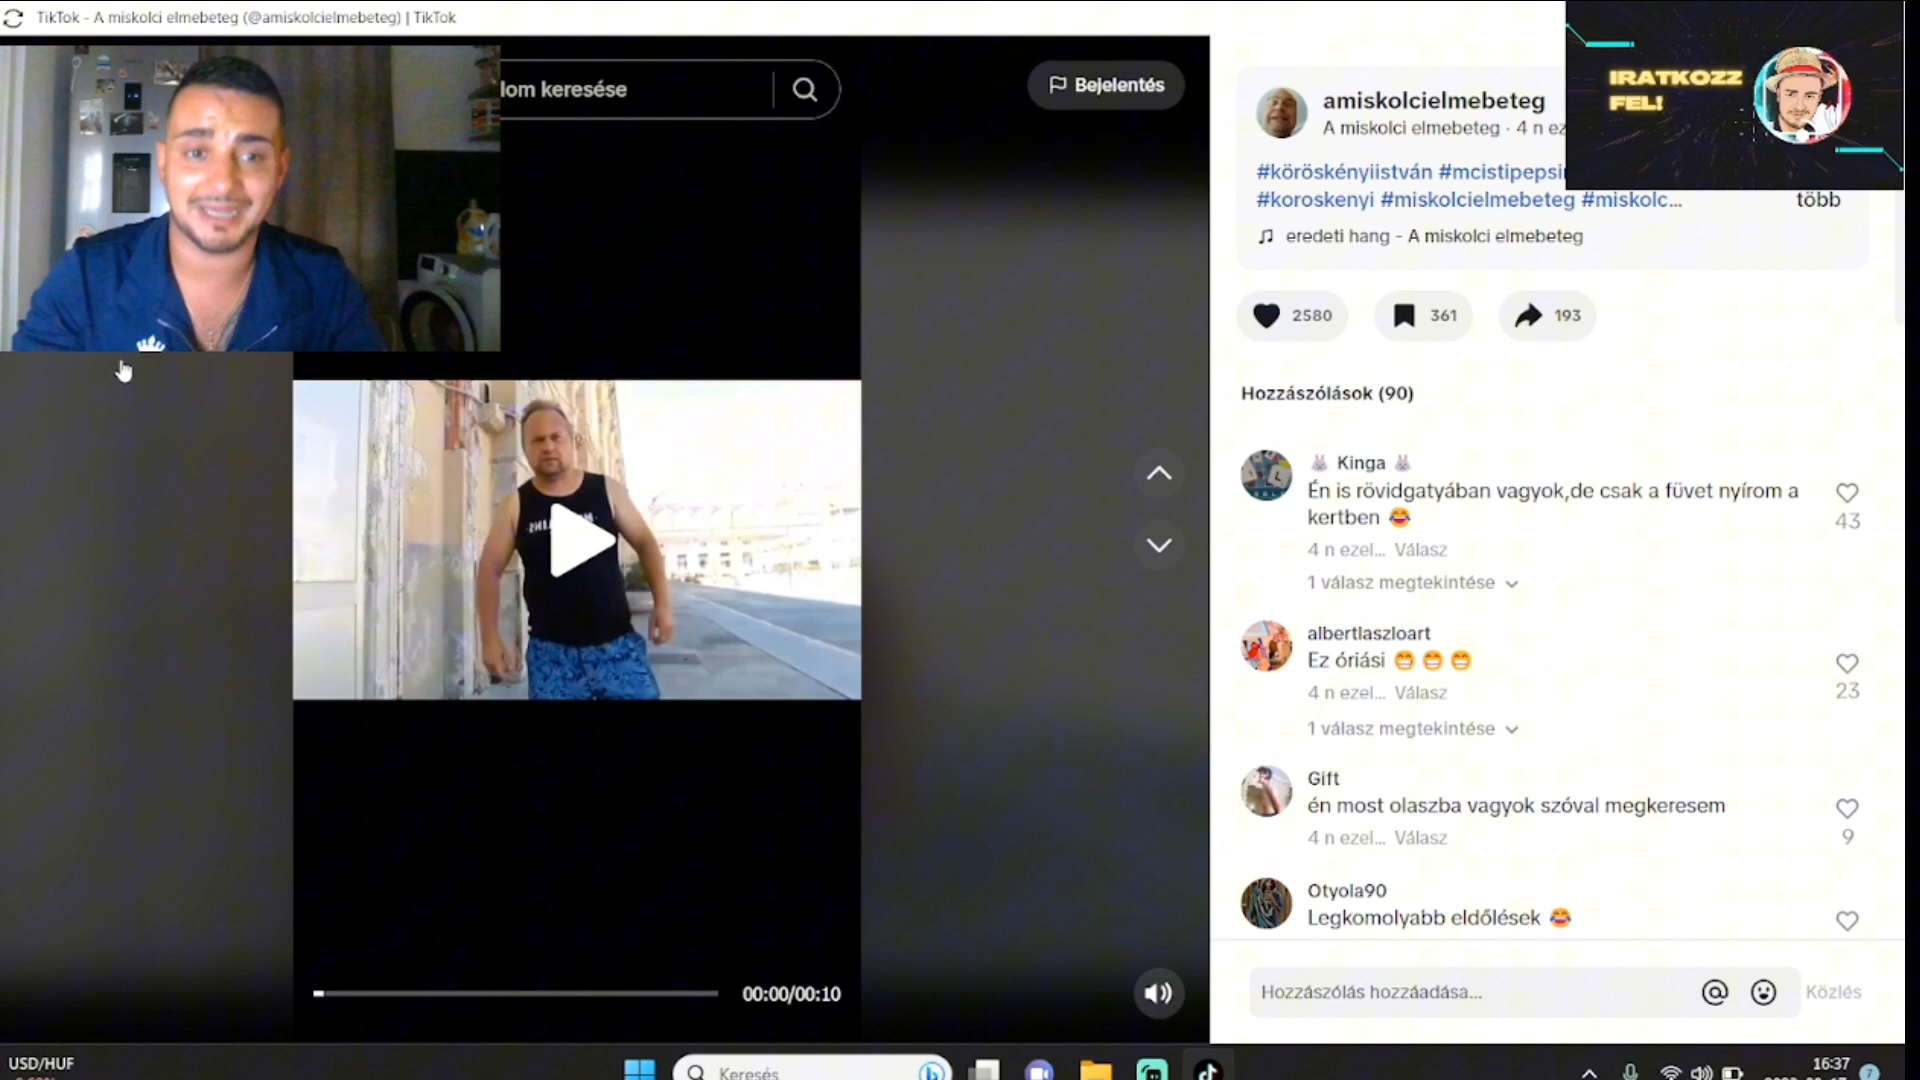 TikTok - A miskolci elmebeteg (@amiskolcielmebeteg) | TikTok
lom keresése
Bejelentés
IRATKOZZ
FEL!
amiskolcielmebeteg
A miskolci elmebeteg · 4 n ez
#köröskényiistván #mcistipepsi
#koroskenyi #miskolcielmebeteg #miskolc...
több
eredeti hang - A miskolci elmebeteg
2580
361
193
Hozzászólások (90)
🐰 Kinga 🐰
Én is rövidgatyában vagyok,de csak a füvet nyírom a
kertben 😂
43
4 n ezel... Válasz
1 válasz megtekintése
albertlaszloart
Ez óriási 😁 😁 😁
23
4 n ezel... Válasz
1 válasz megtekintése
Gift
én most olaszba vagyok szóval megkeresem
4 n ezel... Válasz
9
Otyola90
Legkomolyabb eldőlések 😂
00:00/00:10
Hozzászólás hozzáadása...
Közlés
USD/HUF
Keresés
16:37
7